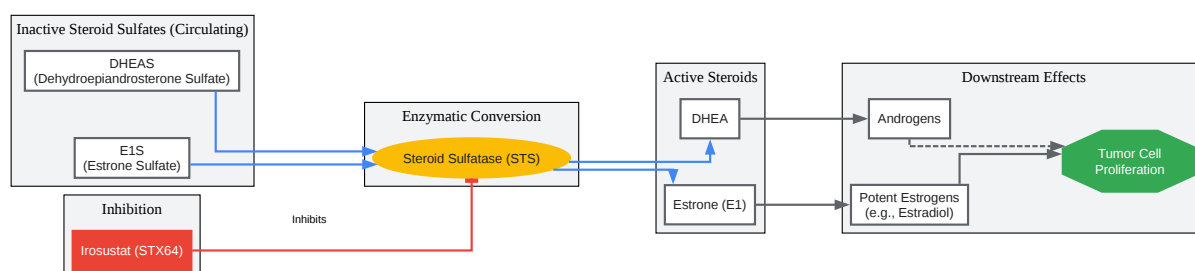 Inactive Steroid Sulfates (Circulating)
DHEAS
(Dehydroepiandrosterone Sulfate)
E1S
(Estrone Sulfate)
Inhibition
Irosustat (STX64)
Inhibits
Enzymatic Conversion
Steroid Sulfatase (STS)
Active Steroids
DHEA
Estrone (E1)
Downstream Effects
Androgens
Potent Estrogens
(e.g., Estradiol)
Tumor Cell
Proliferation